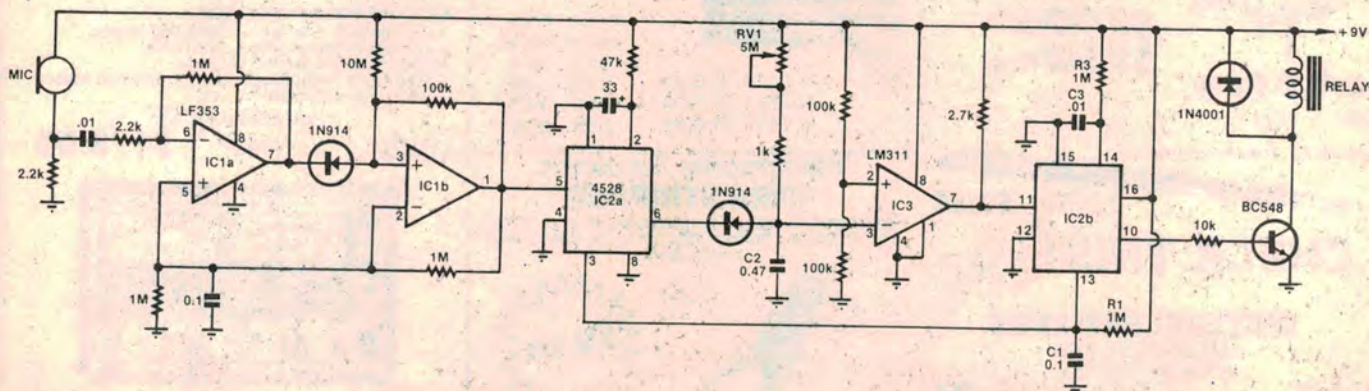 + 9V
MIC
1M
LF353
.01
2.2k
6
8
IC1a
7
5
4
2.2k
1M
0.1
1N914
10M
100k
3
IC1b
1
2
1M
47k
33
1
2
4528
IC2a
5
4
6
3
8
RV1
5M
1k
1N914
C2
0.47
100k
100k
LM311
2
8
IC3
7
3
4
1
2.7k
R3
1M
C3
.01
15
14
11
16
IC2b
12
10
13
R1
1M
C1
0.1
10k
1N4001
RELAY
BC548